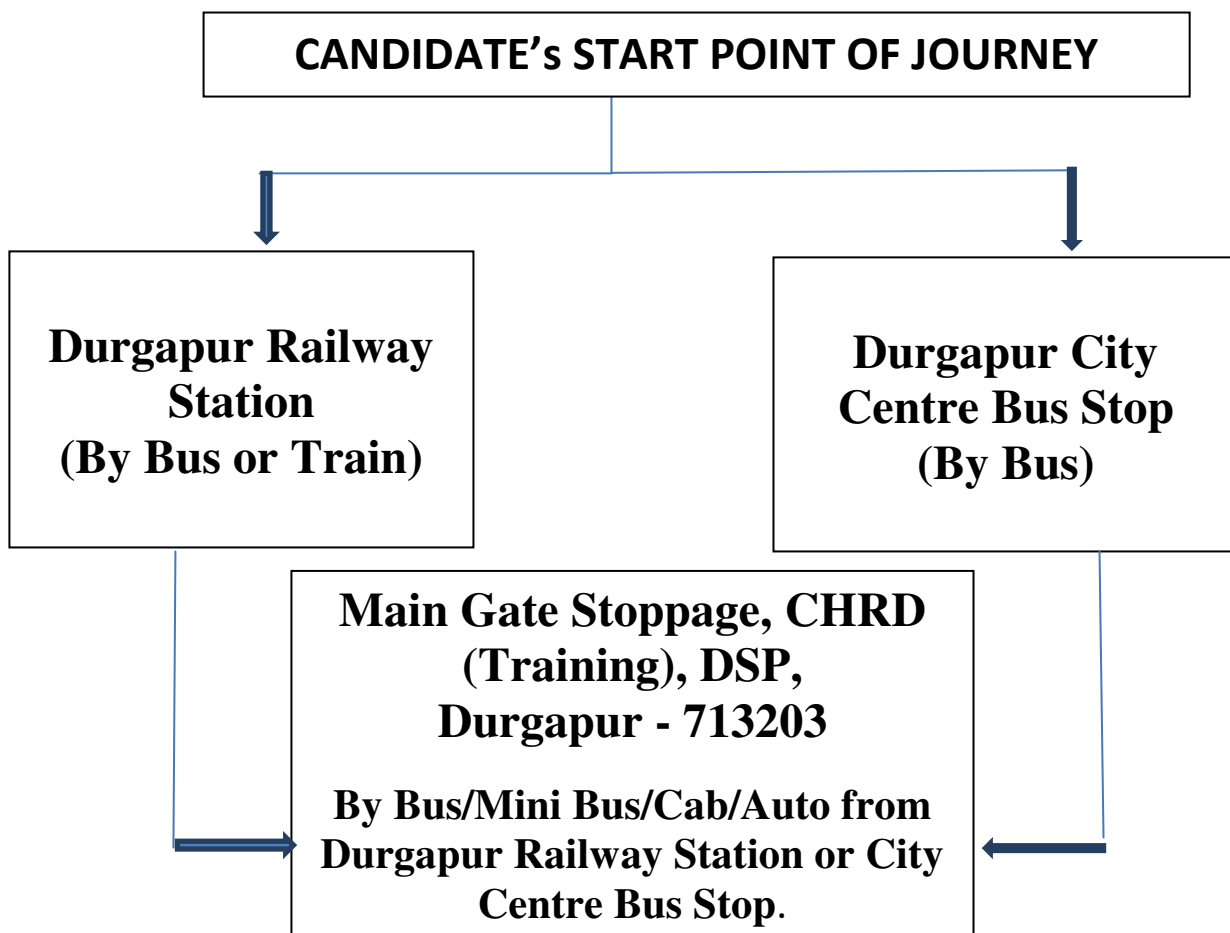 CANDIDATE's START POINT OF JOURNEY
Durgapur Railway
Station
(By Bus or Train)
Durgapur City
Centre Bus Stop
(By Bus)
Main Gate Stoppage, CHRD
(Training), DSP,
Durgapur - 713203
By Bus/Mini Bus/Cab/Auto from
Durgapur Railway Station or City
Centre Bus Stop.